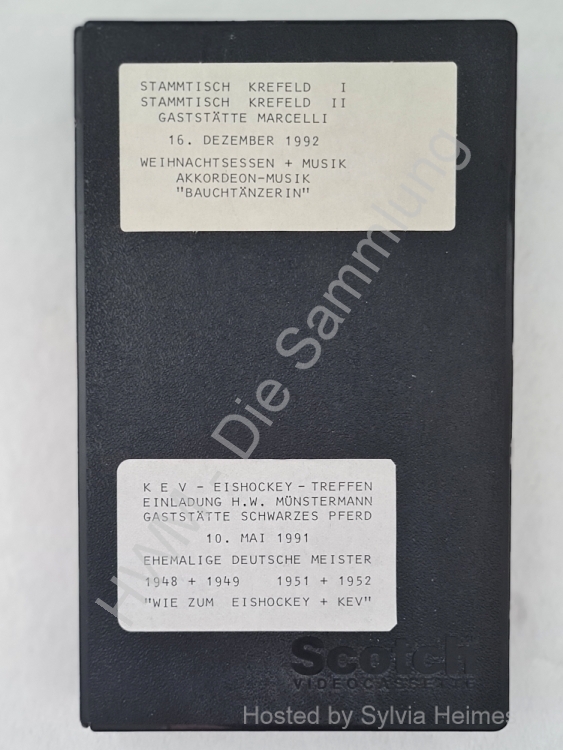 STAMMTISCH KREFELD I
STAMMTISCH KREFELD II
GASTSTÄTTE MARCELLI
16. DEZEMBER 1992
WEIHNACHTSESSEN + MUSIK
AKKORDEON-MUSIK
"BAUCHTÄNZERIN"
HWM - Die Sammlung
K E V - EISHOCKEY - TREFFEN
EINLADUNG H.W. MÜNSTERMANN
GASTSTÄTTE SCHWARZES PFERD
10. MAI 1991
EHEMALIGE DEUTSCHE MEISTER
1948 + 1949 1951 + 1952
"WIE ZUM EISHOCKEY + KEV"
Scotch
VIDEOCASSETTE
Hosted by Sylvia Heimes